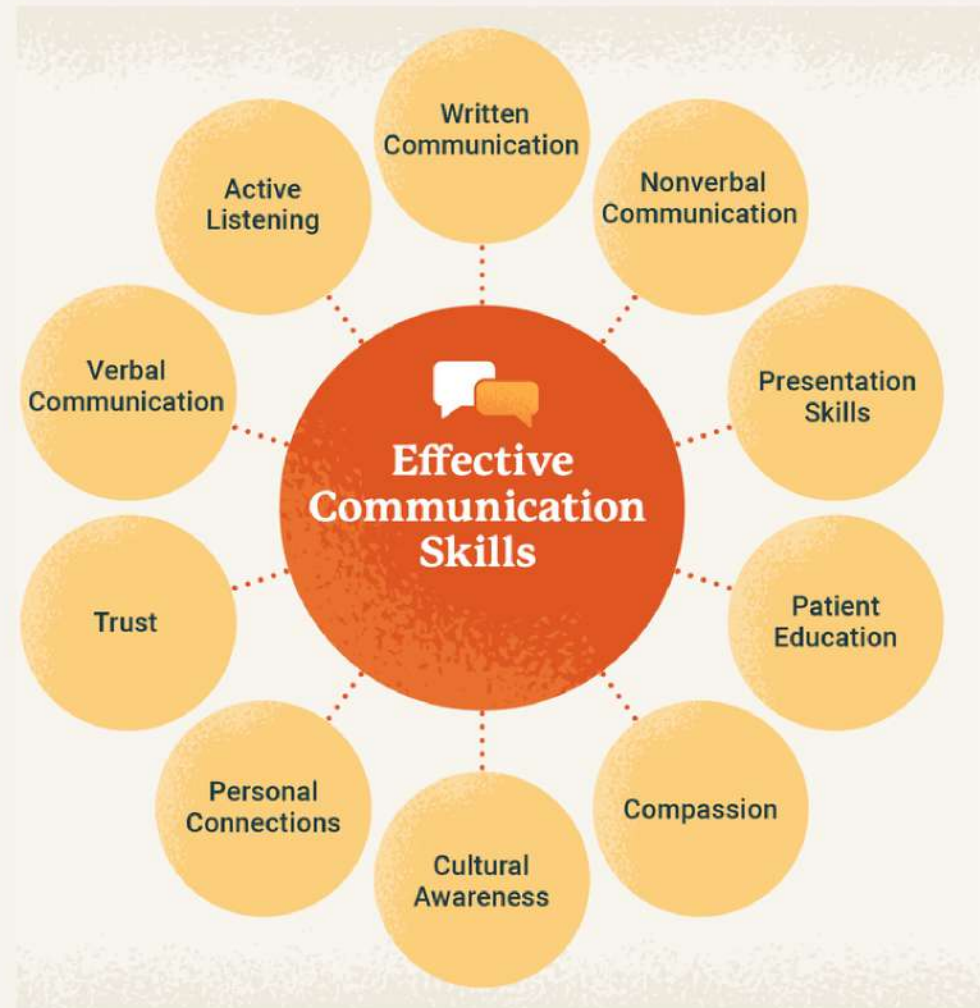 Written
Communication
Nonverbal
Communication
Presentation
Skills
Patient
Education
Compassion
Cultural
Awareness
Personal
Connections
Trust
Verbal
Communication
Active
Listening
Effective
Communication
Skills